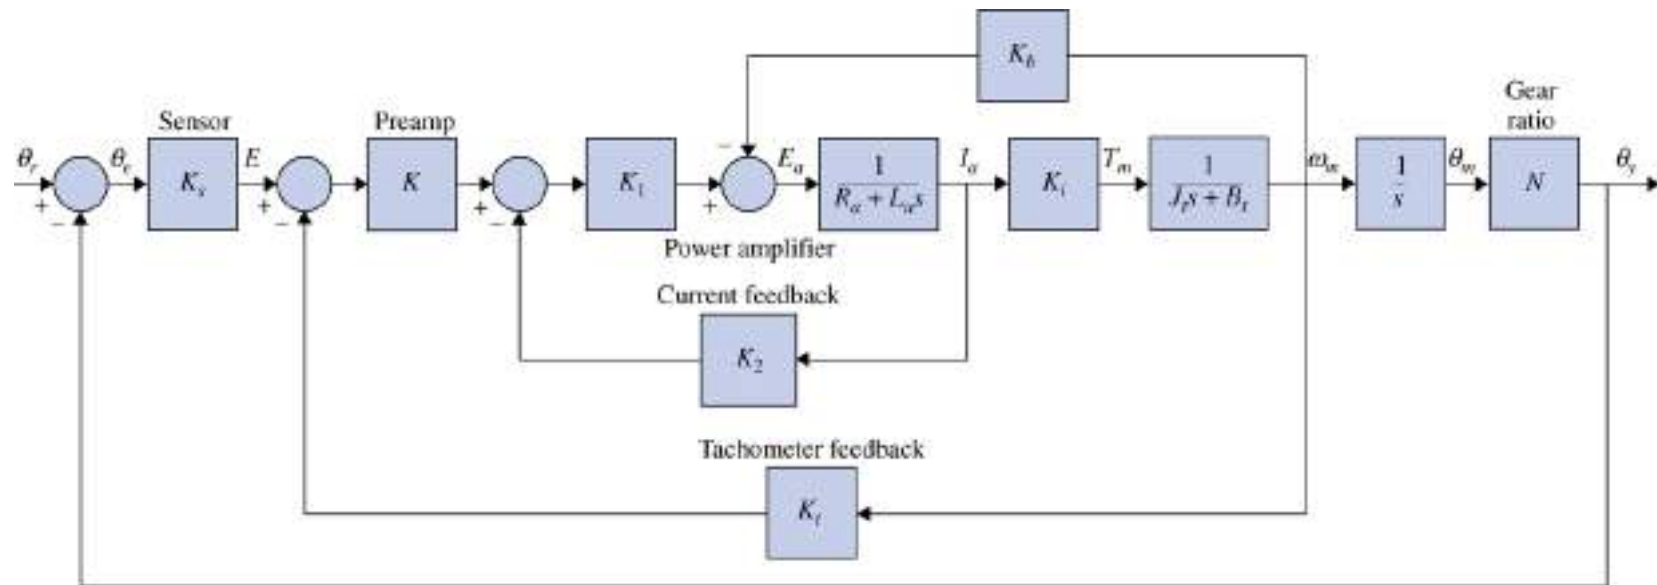 K_b
Gear
ratio
Sensor
Preamp
θ_r
+
−
θ_e
K_s
E
+
−
K
+
−
K_1
−
+
E_a
1
R_a + L_a s
I_a
K_i
T_m
1
J_t s + B_t
ω_m
1
s
θ_m
N
θ_y
Power amplifier
Current feedback
K_2
Tachometer feedback
K_t